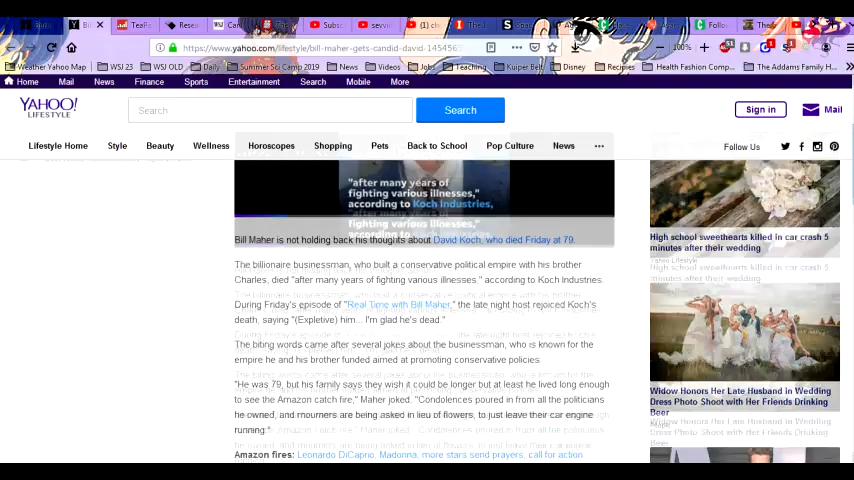 Subsc
(1) c
Follo
https://www.yahoo.com/lifestyle/bill-maher-gets-candid-david-145456
100%
Weather Yahoo Map
WSJ 23
WSJ OLD
Daily
Summer Sci Camp 2019
News
Videos
Jobs
Teaching
Kuiper Belt
Disney
Recipes
Health Fashion Comp...
The Addams Family H...
Home
Mail
News
Finance
Sports
Entertainment
Search
Mobile
More
YAHOO!
LIFESTYLE
Search
Search
Sign in
Mail
Lifestyle Home
Style
Beauty
Wellness
Horoscopes
Shopping
Pets
Back to School
Pop Culture
News
Follow Us
"after many years of
fighting various illnesses,"
according to Koch Industries,
Bill Maher is not holding back his thoughts about David Koch, who died Friday at 79.
The billionaire businessman, who built a conservative political empire with his brother
Charles, died "after many years of fighting various illnesses," according to Koch Industries.
During Friday's episode of "Real Time with Bill Maher," the late night host rejoiced Koch's
death, saying "(Expletive) him... I'm glad he's dead."
The biting words came after several jokes about the businessman, who is known for the
empire he and his brother funded aimed at promoting conservative policies.
"He was 79, but his family says they wish it could be longer but at least he lived long enough
to see the Amazon catch fire," Maher joked. "Condolences poured in from all the politicians
he owned, and mourners are being asked in lieu of flowers, to just leave their car engine
running."
Amazon fires: Leonardo DiCaprio, Madonna, more stars send prayers, call for action
High school sweethearts killed in car crash 5
minutes after their wedding
Yahoo Lifestyle
Widow Honors Her Late Husband in Wedding
Dress Photo Shoot with Her Friends Drinking
Beer